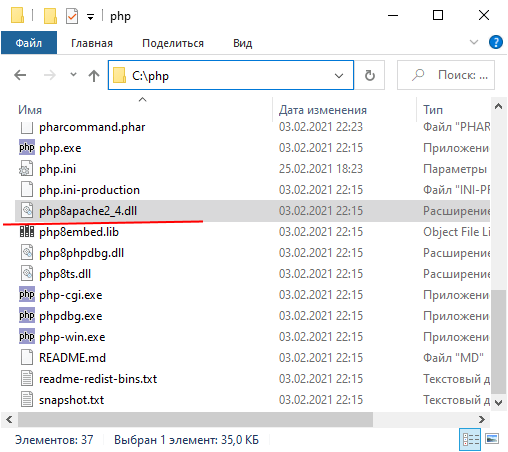 php
Файл Главная Поделиться Вид
C:\php Поиск: ...
Имя Дата изменения Тип
pharcommand.phar 03.02.2021 22:23 Файл "PHAR
php.exe 03.02.2021 22:15 Приложени
php.ini 25.02.2021 18:23 Параметры
php.ini-production 03.02.2021 22:15 Файл "INI-PF
php8apache2_4.dll 03.02.2021 22:15 Расширение
php8embed.lib 03.02.2021 22:15 Object File Li
php8phpdbg.dll 03.02.2021 22:15 Расширение
php8ts.dll 03.02.2021 22:15 Расширение
php-cgi.exe 03.02.2021 22:15 Приложени
phpdbg.exe 03.02.2021 22:15 Приложени
php-win.exe 03.02.2021 22:15 Приложени
README.md 03.02.2021 22:15 Файл "MD"
readme-redist-bins.txt 03.02.2021 22:15 Текстовый д
snapshot.txt 03.02.2021 22:15 Текстовый д
Элементов: 37 Выбран 1 элемент: 35,0 КБ